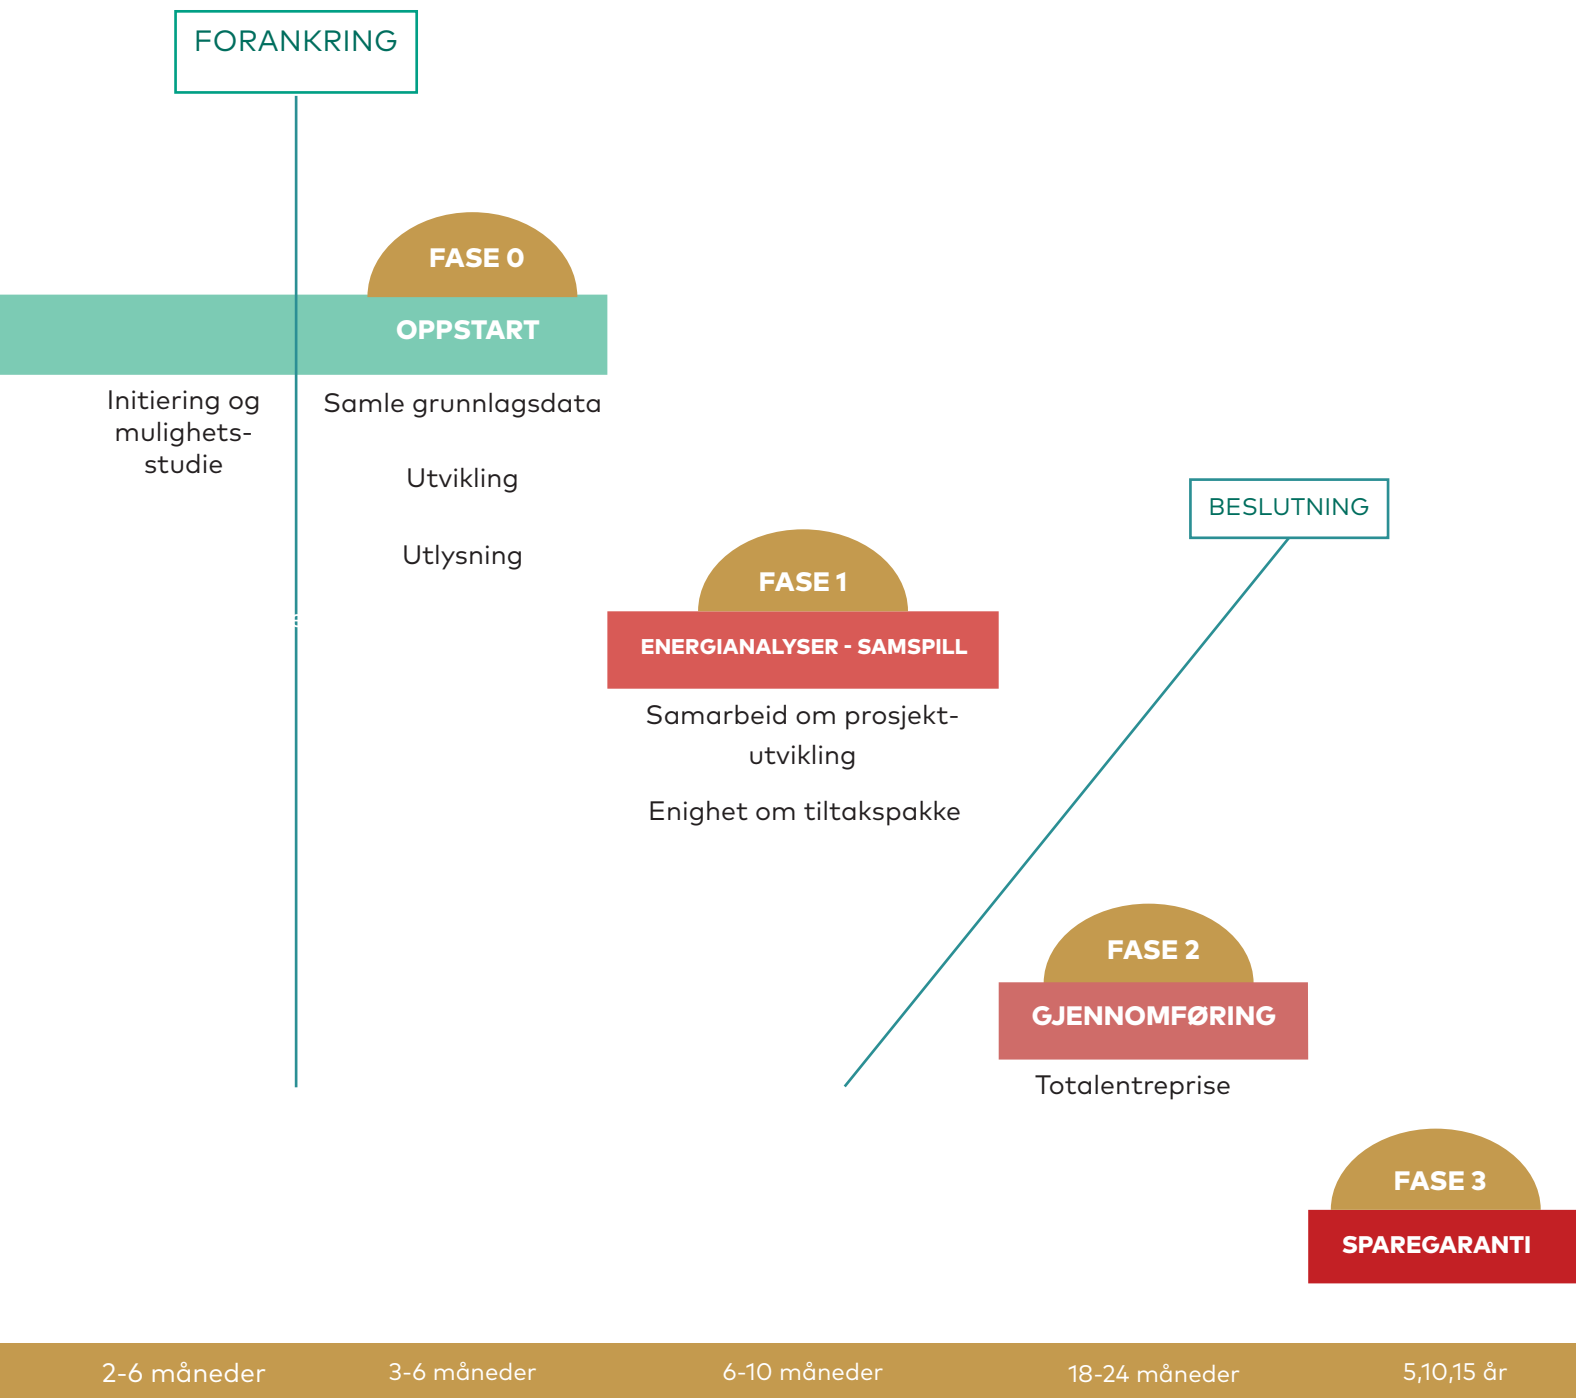 FORANKRING
FASE 0
OPPSTART
Initiering og
mulighets-
studie
Samle grunnlagsdata
Utvikling
Utlysning
BESLUTNING
FASE 1
ENERGIANALYSER - SAMSPILL
Samarbeid om prosjekt-
utvikling
Enighet om tiltakspakke
FASE 2
GJENNOMFØRING
Totalentreprise
FASE 3
SPAREGARANTI
2-6 måneder
3-6 måneder
6-10 måneder
18-24 måneder
5,10,15 år